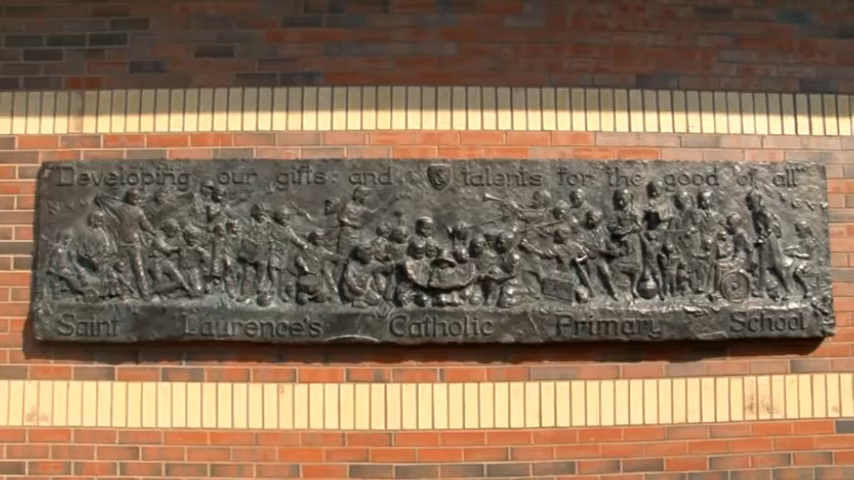 "Developing our gifts and talents for the good of all"
Saint Laurence's Catholic Primary School